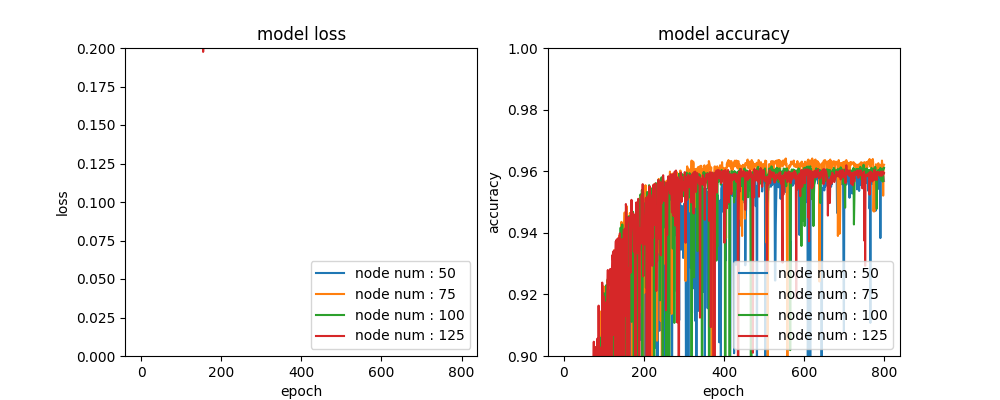 model loss
0.200
0.175
0.150
0.125
0.100
0.075
0.050
0.025
0.000
loss
0 200 400 600 800
epoch
node num : 50
node num : 75
node num : 100
node num : 125
model accuracy
1.00
0.98
0.96
0.94
0.92
0.90
accuracy
0 200 400 600 800
epoch
node num : 50
node num : 75
node num : 100
node num : 125